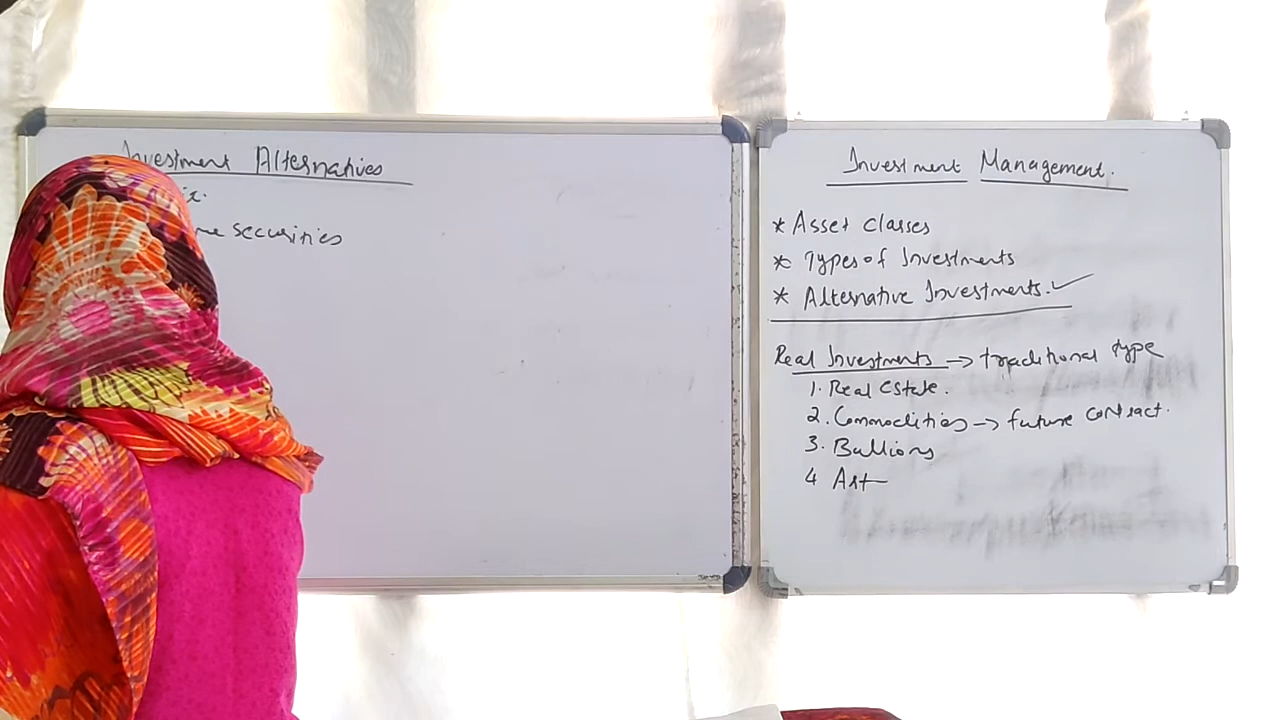 Investment Alternatives
securities
Investment Management.
* Asset classes
* Types of Investments
* Alternative Investments. ✓
Real Investments → traditional type
1. Real estate.
2. Commodities → future contract.
3. Bullions
4 Art